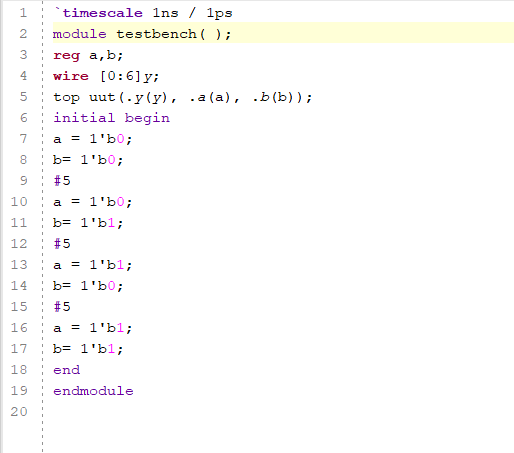 1 `timescale 1ns / 1ps
2 module testbench( );
3 reg a,b;
4 wire [0:6]y;
5 top uut(.y(y), .a(a), .b(b));
6 initial begin
7 a = 1'b0;
8 b= 1'b0;
9 #5
10 a = 1'b0;
11 b= 1'b1;
12 #5
13 a = 1'b1;
14 b= 1'b0;
15 #5
16 a = 1'b1;
17 b= 1'b1;
18 end
19 endmodule
20